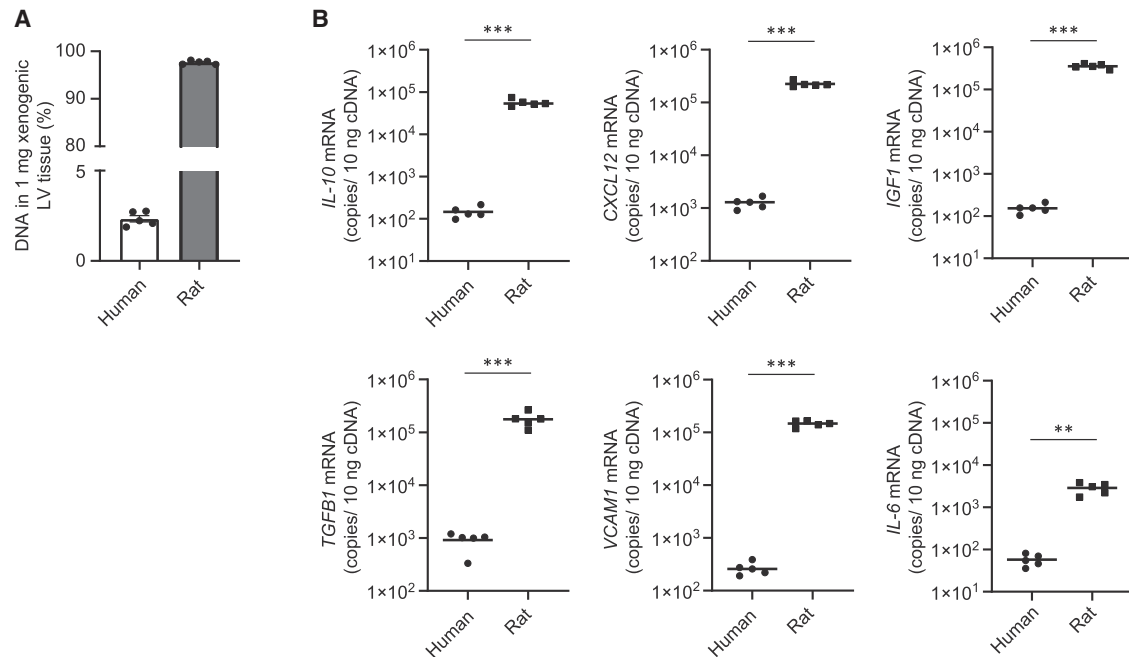 A
DNA in 1 mg xenogenic
LV tissue (%)
100
90
80
5
0
Human
Rat
B
IL-10 mRNA
(copies/ 10 ng cDNA)
1×10⁶
1×10⁵
1×10⁴
1×10³
1×10²
1×10¹
***
Human
Rat
CXCL12 mRNA
(copies/ 10 ng cDNA)
1×10⁶
1×10⁵
1×10⁴
1×10³
1×10²
***
Human
Rat
IGF1 mRNA
(copies/ 10 ng cDNA)
1×10⁶
1×10⁵
1×10⁴
1×10³
1×10²
1×10¹
***
Human
Rat
TGFB1 mRNA
(copies/ 10 ng cDNA)
1×10⁶
1×10⁵
1×10⁴
1×10³
1×10²
***
Human
Rat
VCAM1 mRNA
(copies/ 10 ng cDNA)
1×10⁶
1×10⁵
1×10⁴
1×10³
1×10²
***
Human
Rat
IL-6 mRNA
(copies/ 10 ng cDNA)
1×10⁶
1×10⁵
1×10⁴
1×10³
1×10²
1×10¹
**
Human
Rat